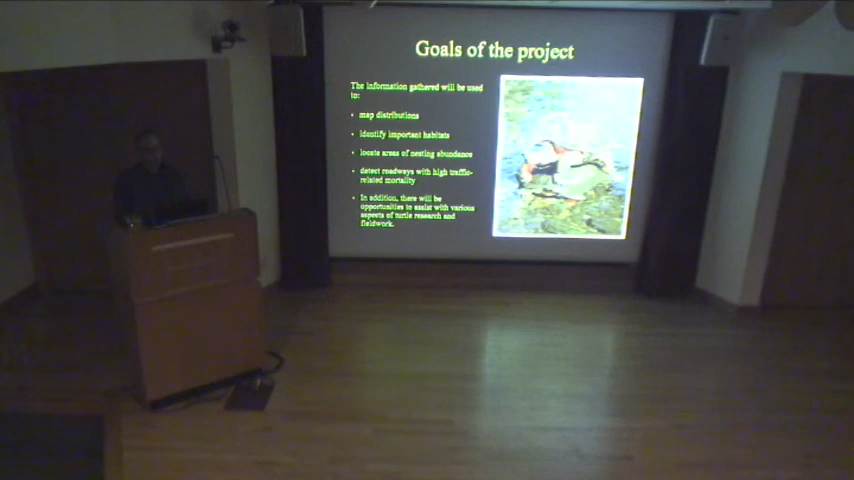 Goals of the project
The information gathered will be used
to:
• map distributions
• identify important habitats
• locate areas of nesting abundance
• detect roadways with high traffic-
related mortality
• In addition, there will be
opportunities to assist with various
aspects of turtle research and
fieldwork.